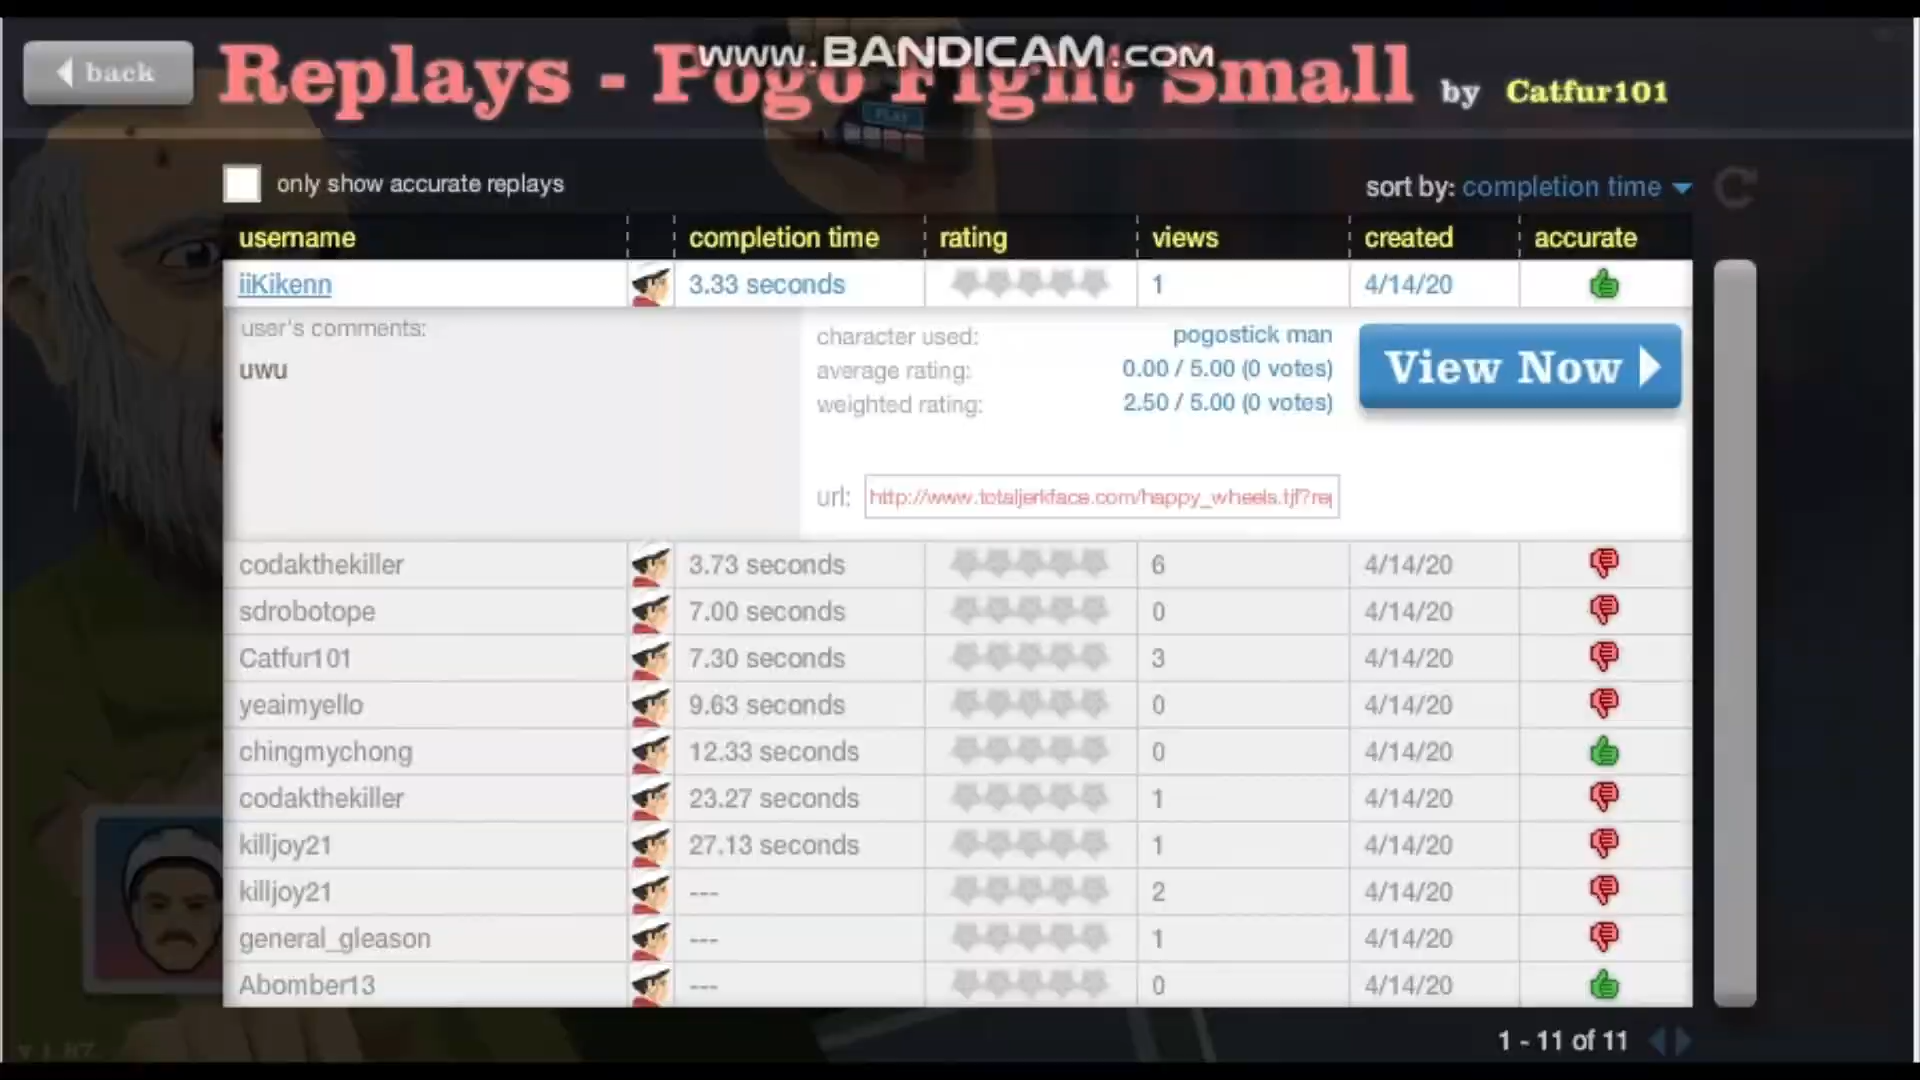 www.BANDICAM.com
back
Replays - Pogo Fight Small by Catfur101
only show accurate replays
sort by: completion time
username completion time rating views created accurate
iiKikenn 3.33 seconds 1 4/14/20
user's comments:
uwu
character used: pogostick man
average rating: 0.00 / 5.00 (0 votes)
weighted rating: 2.50 / 5.00 (0 votes)
View Now
url: http://www.totaljerkface.com/happy_wheels.tjf?re
codakthekiller 3.73 seconds 6 4/14/20
sdrobotope 7.00 seconds 0 4/14/20
Catfur101 7.30 seconds 3 4/14/20
yeaimyello 9.63 seconds 0 4/14/20
chingmychong 12.33 seconds 0 4/14/20
codakthekiller 23.27 seconds 1 4/14/20
killjoy21 27.13 seconds 1 4/14/20
killjoy21 --- 2 4/14/20
general_gleason --- 1 4/14/20
Abomber13 --- 0 4/14/20
1 - 11 of 11
v 1.87